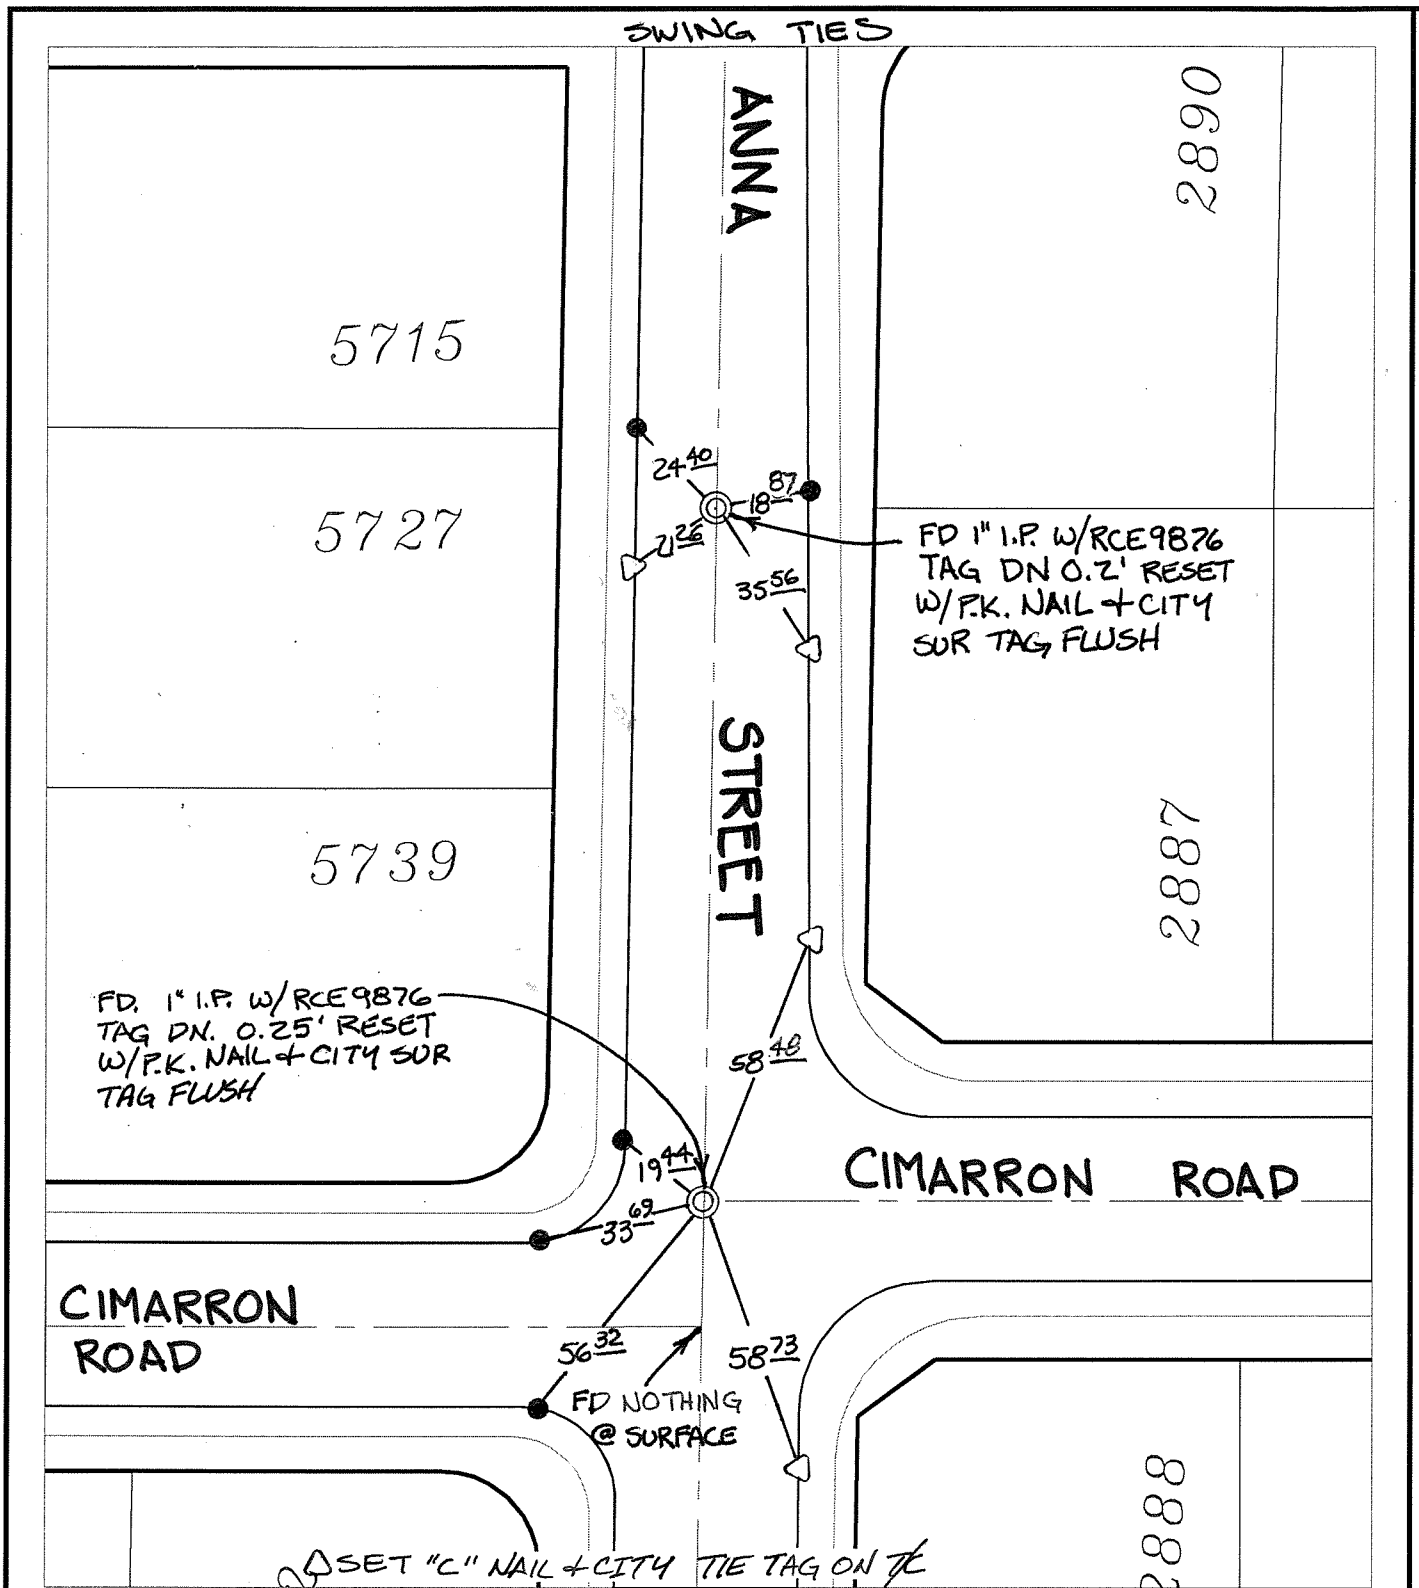 SWING TIES
ANNA
STREET
2890
5715
24 40
18 87
5727
21 26
35 56
FD 1" I.P. W/RCE9876
TAG DN 0.2' RESET
W/P.K. NAIL & CITY
SUR TAG FLUSH
5739
2887
FD. 1" I.P. W/RCE9876
TAG DN. 0.25' RESET
W/P.K. NAIL & CITY SUR
TAG FLUSH
58 48
19 44
CIMARRON ROAD
33 69
CIMARRON
ROAD
56 32
58 73
FD NOTHING
@ SURFACE
2888
SET "C" NAIL & CITY TIE TAG ON T/C